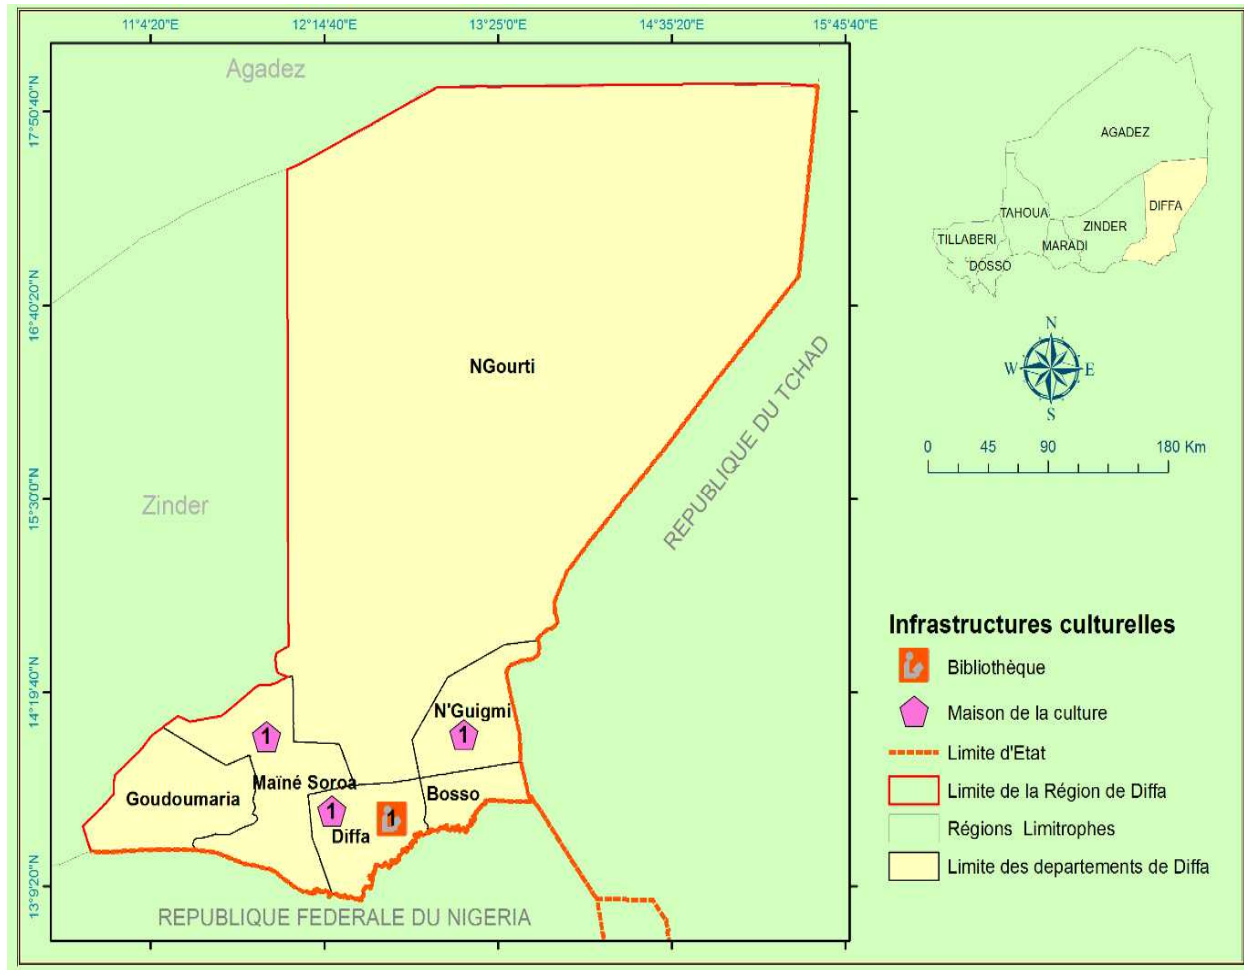 11°4'20"E
12°14'40"E
13°25'0"E
14°35'20"E
15°45'40"E
17°50'40"N
16°40'20"N
15°30'0"N
14°19'40"N
13°9'20"N
Agadez
Zinder
NGourti
REPUBLIQUE DU TCHAD
N'Guigmi
1
1
Maïné Soroa
Goudoumaria
Bosso
1
1
Diffa
REPUBLIQUE FEDERALE DU NIGERIA
AGADEZ
DIFFA
TAHOUA
ZINDER
TILLABERI
MARADI
DOSSO
N
W
E
S
0 45 90 180 Km
Infrastructures culturelles
Bibliothèque
Maison de la culture
Limite d'Etat
Limite de la Région de Diffa
Régions Limitrophes
Limite des departements de Diffa